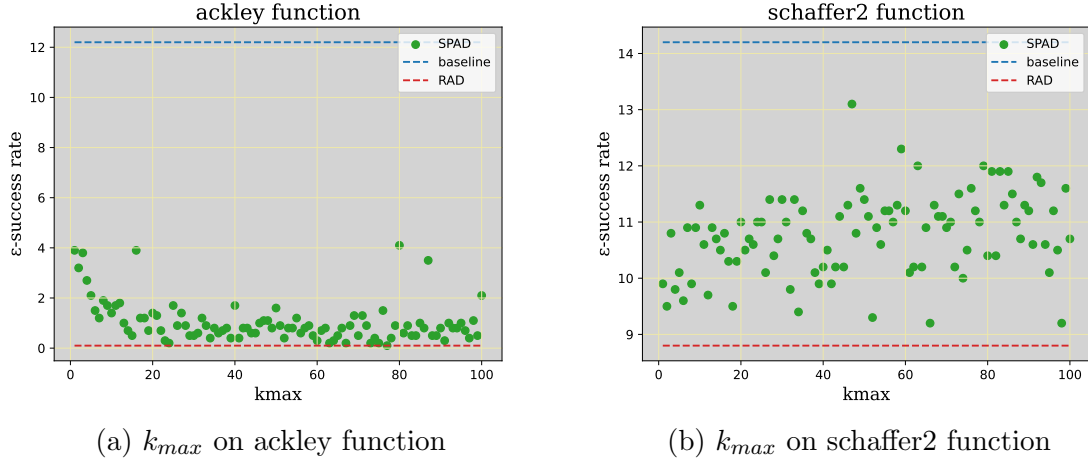 ackley function
12
10
8
6
4
2
0
ε-success rate
0
20
40
60
80
100
kmax
SPAD
baseline
RAD
(a) kmax on ackley function
schaffer2 function
14
13
12
11
10
9
ε-success rate
0
20
40
60
80
100
kmax
SPAD
baseline
RAD
(b) kmax on schaffer2 function